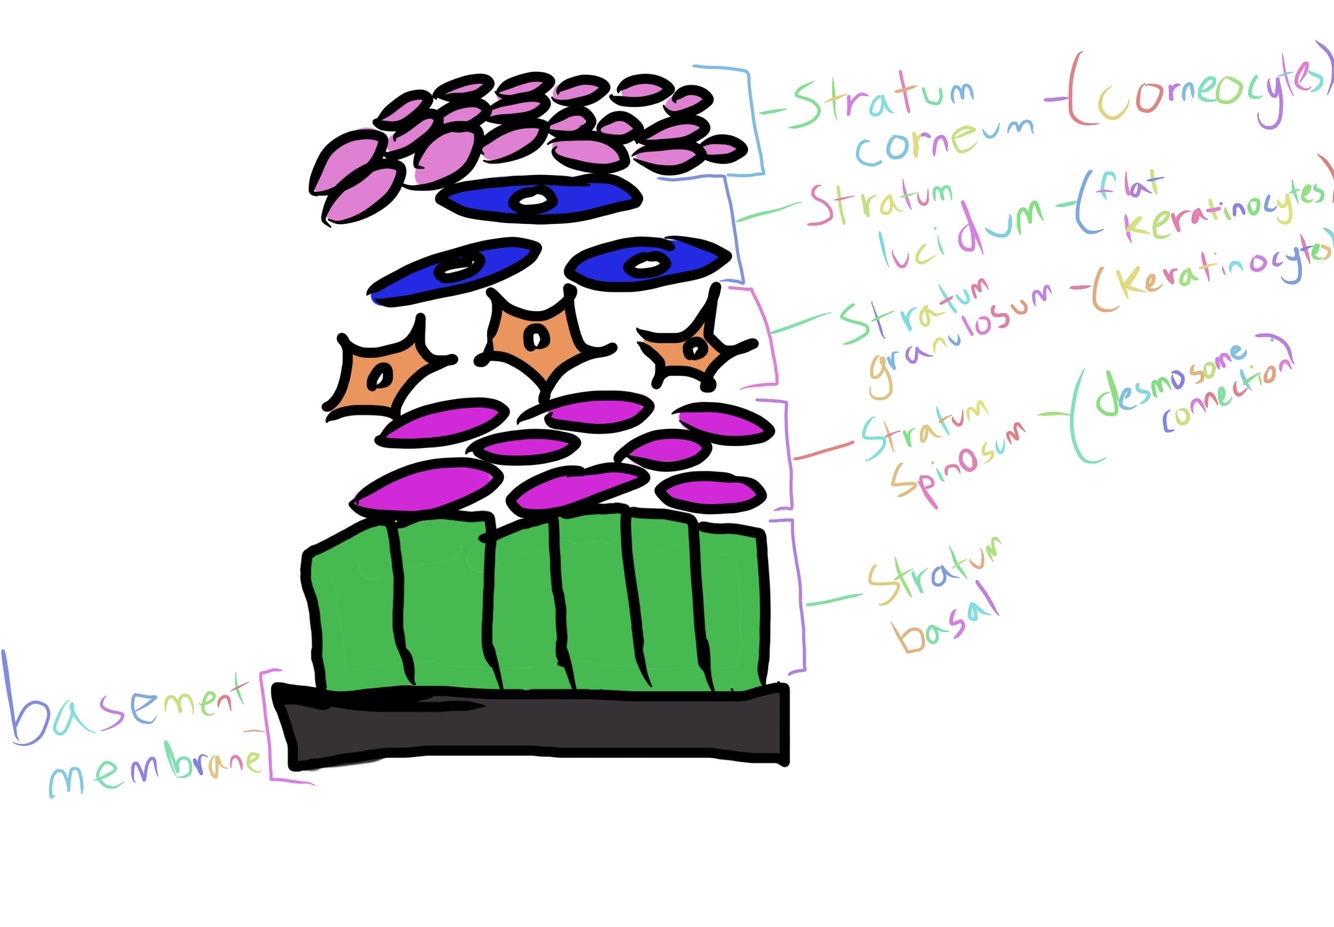 Stratum
corneum
(corneocytes)
Stratum
lucidum
(flat
keratinocytes)
Stratum
granulosum
(keratinocytes)
Stratum
Spinosum
(desmosome
connection)
Stratum
basal
basement
membrane